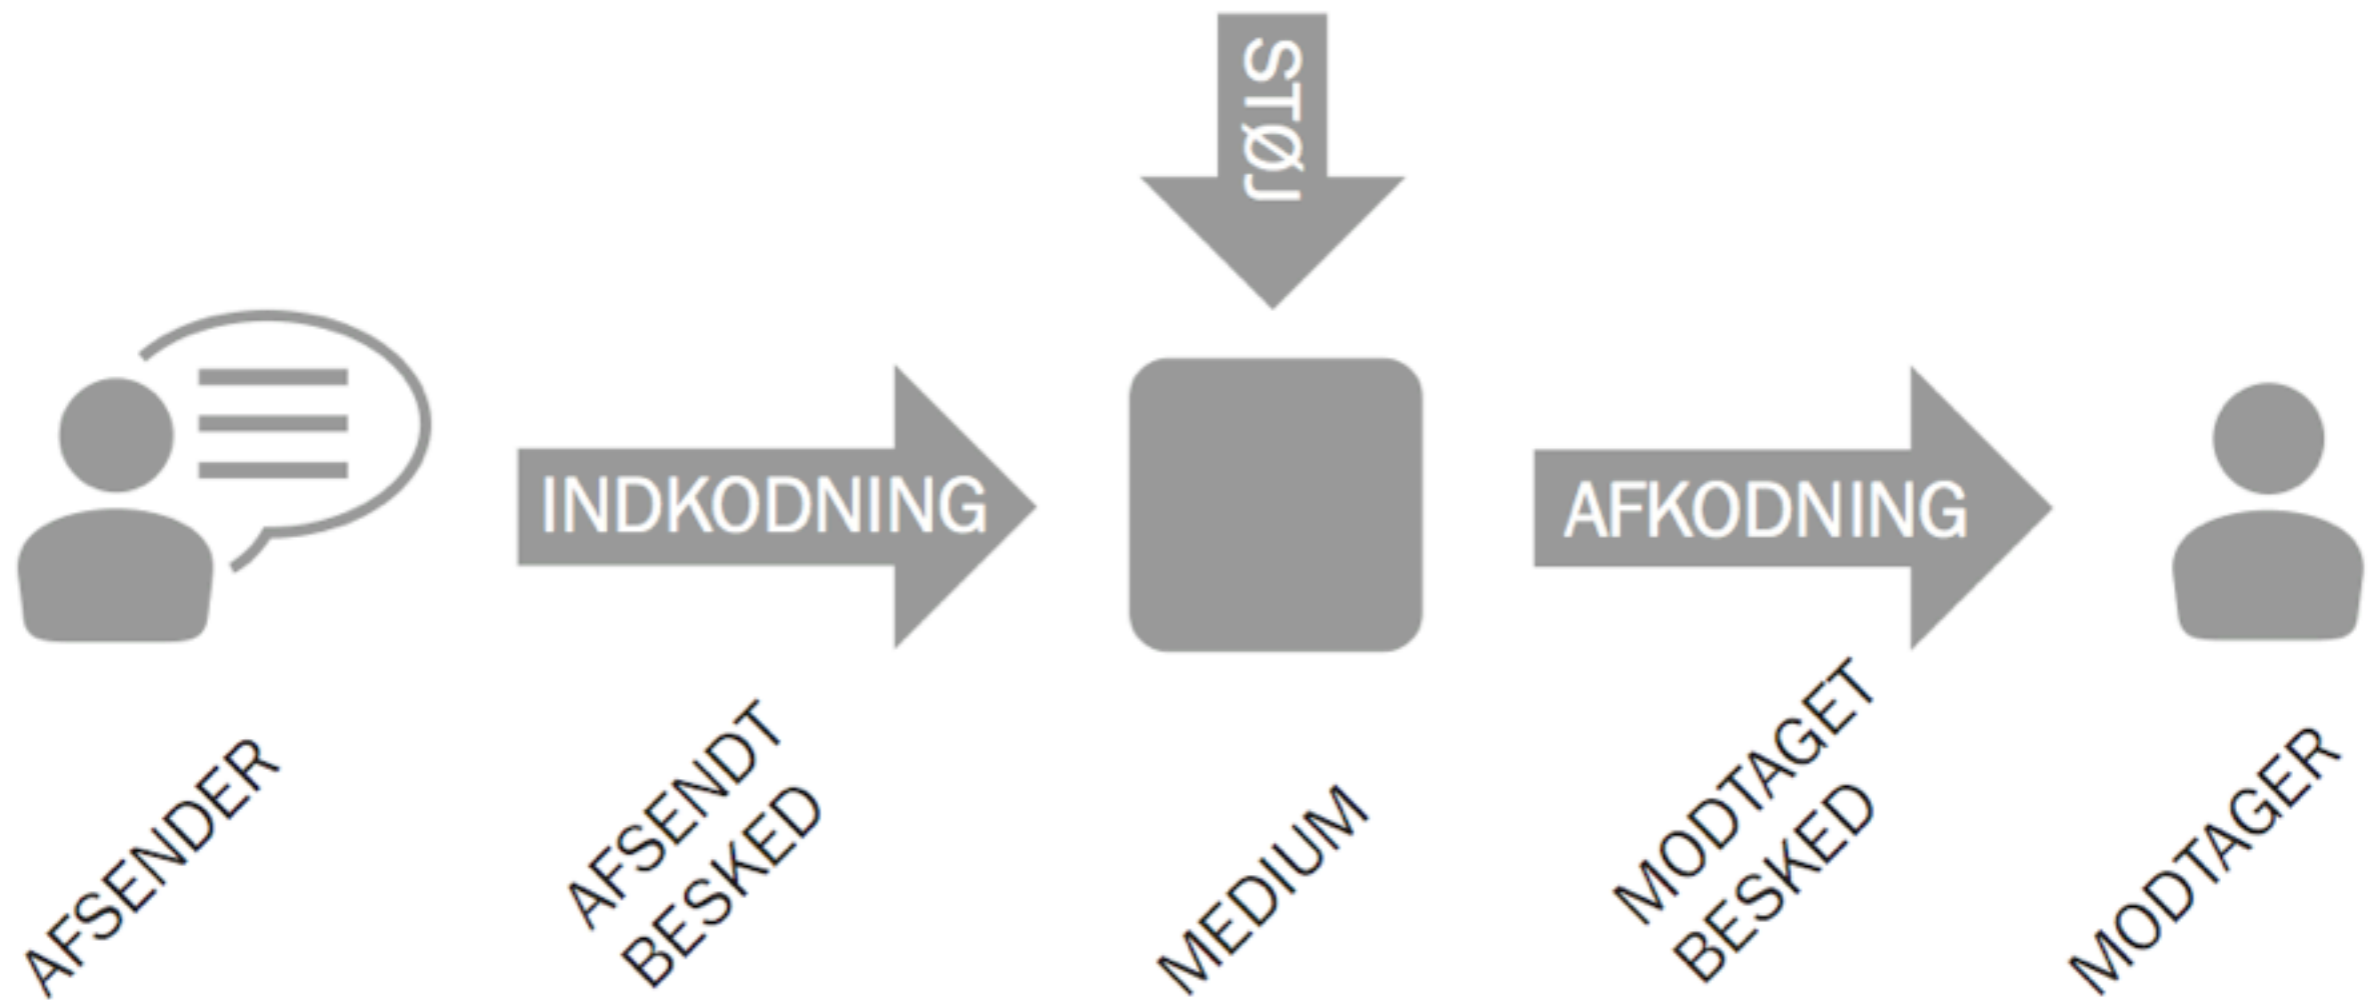 STØJ
INDKODNING
AFKODNING
AFSENDER
AFSENDT
BESKED
MEDIUM
MODTAGET
BESKED
MODTAGER